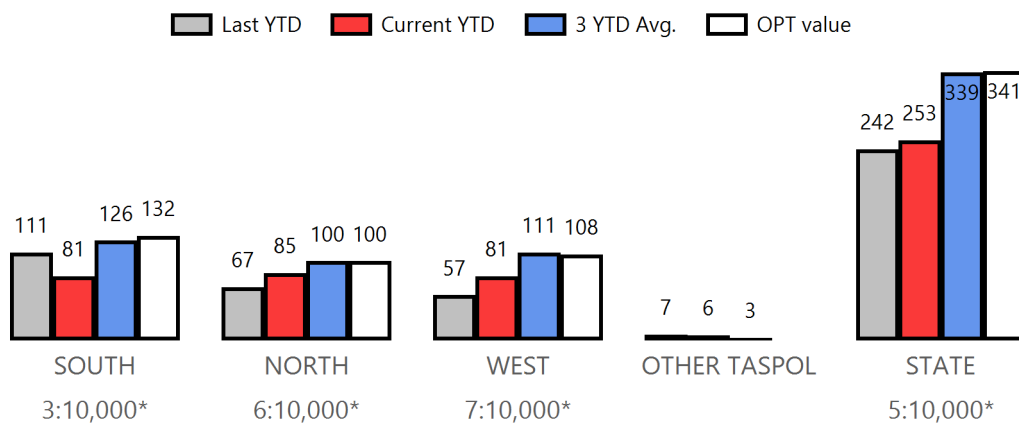 Last YTD Current YTD 3 YTD Avg. OPT value
111 81 126 132 67 85 100 100 57 81 111 108 7 6 3 242 253 339 341
SOUTH NORTH WEST OTHER TASPOL STATE
3:10,000* 6:10,000* 7:10,000* 5:10,000*